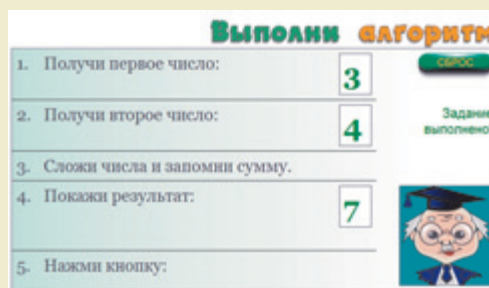 Выполни алгоритм
1. Получи первое число: 3
СБРОС
2. Получи второе число: 4
Задание
выполнено
3. Сложи числа и запомни сумму.
4. Покажи результат: 7
5. Нажми кнопку: